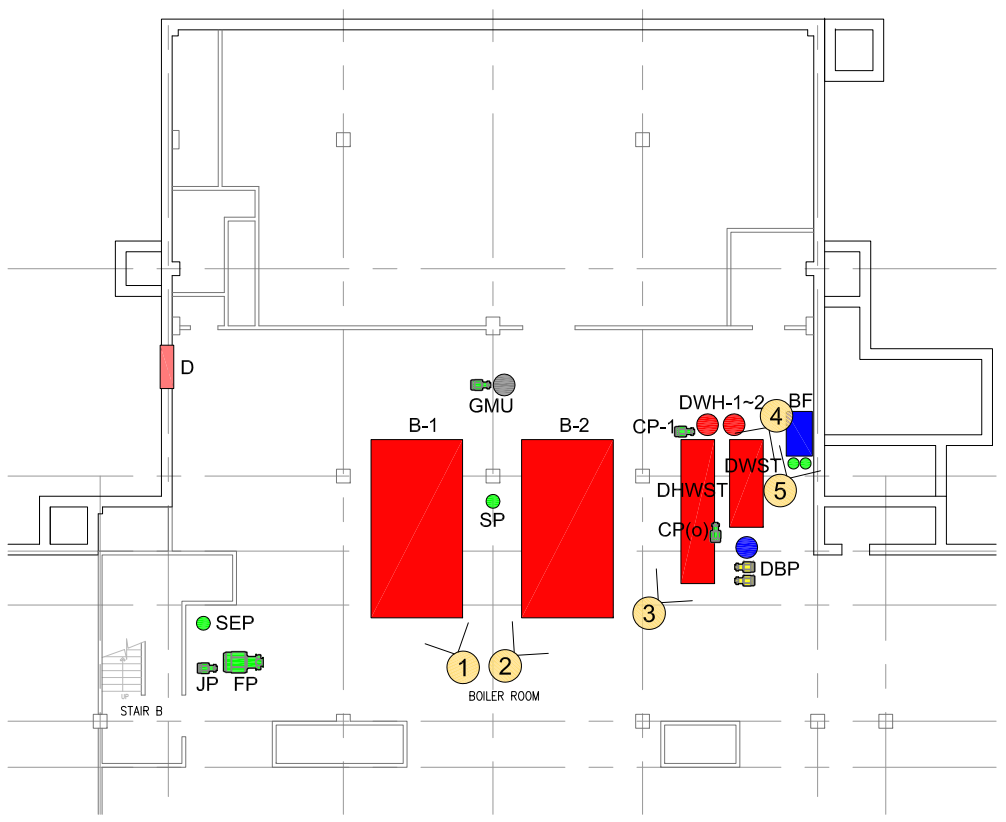 D
GMU
DWH-1~2
4
BF
B-1
B-2
CP-1
DWST
DHWST
5
SP
CP(o)
DBP
3
SEP
1
2
JP
FP
BOILER ROOM
UP
STAIR B